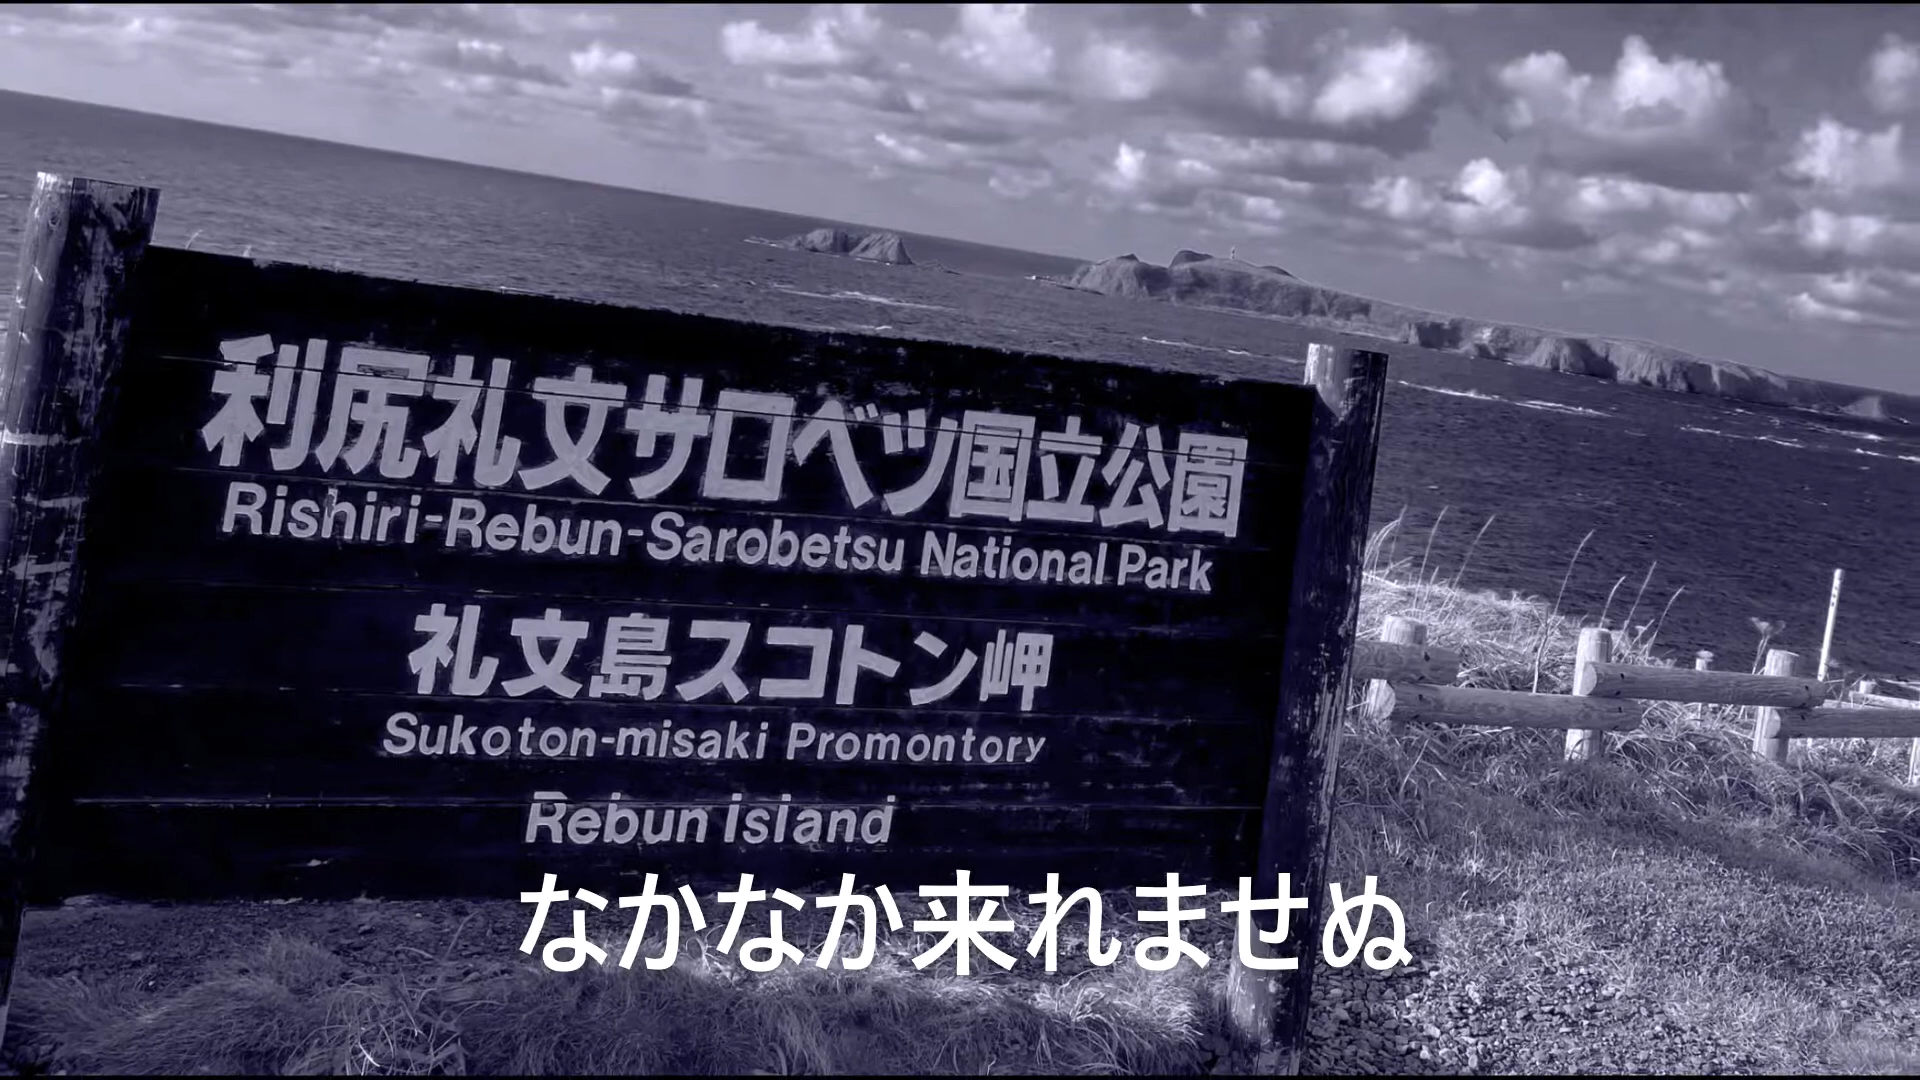 利尻礼文サロベツ国立公園
Rishiri-Rebun-Sarobetsu National Park
礼文島スコトン岬
Sukoton-misaki Promontory
Rebun island
なかなか来れませぬ